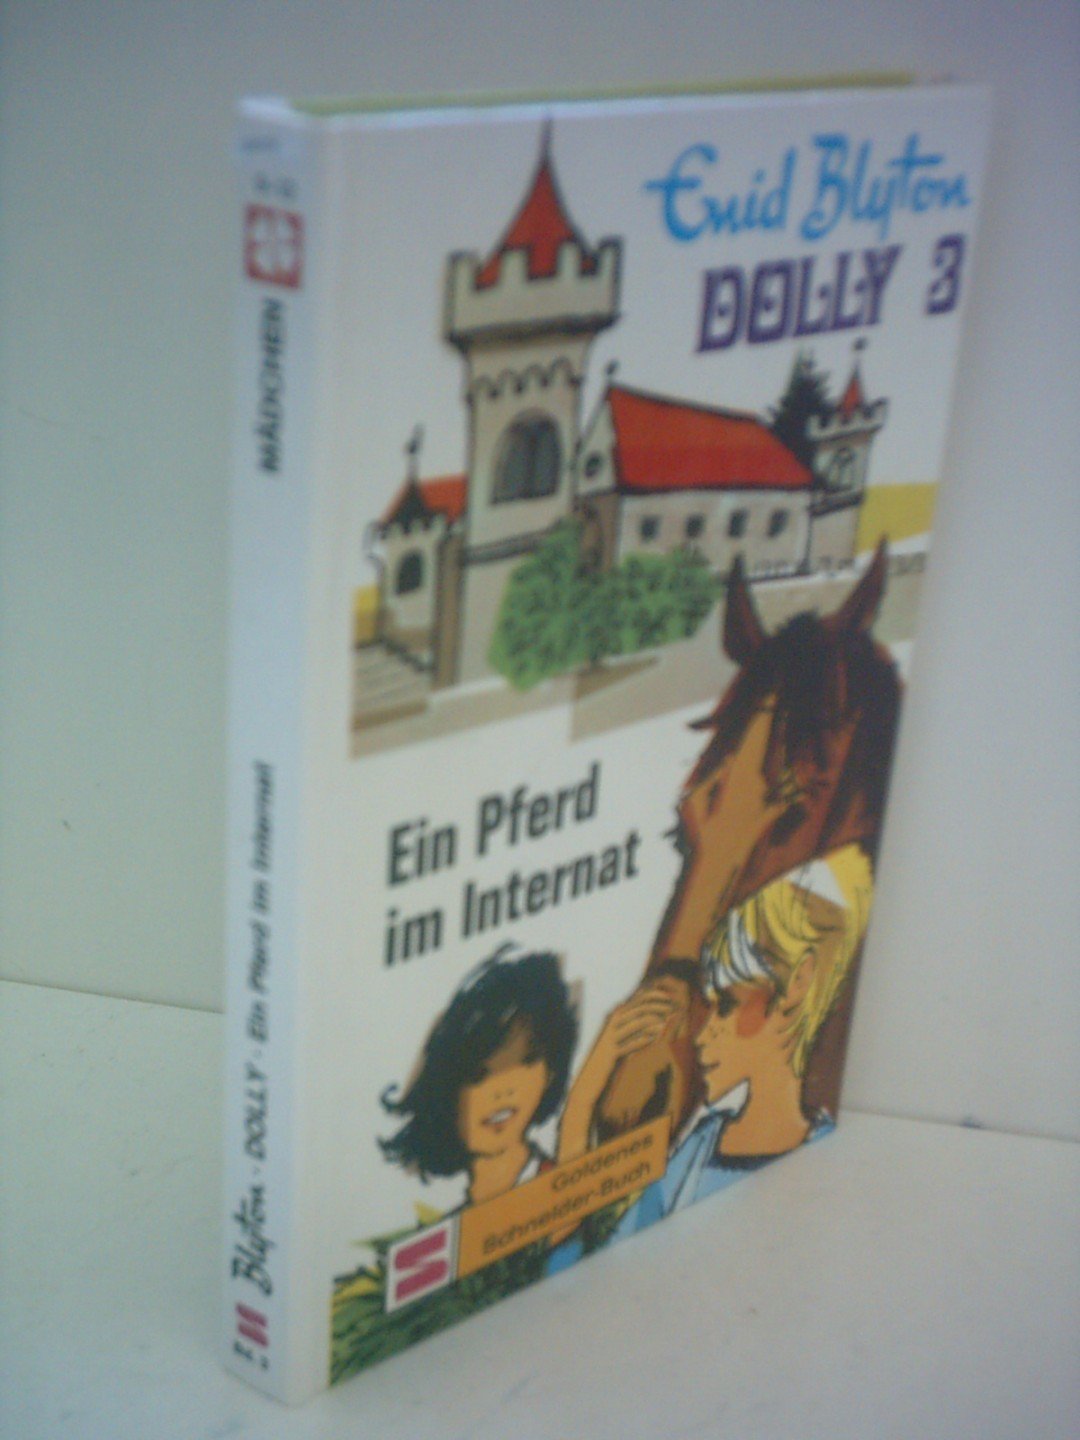 Enid Blyton
DOLLY 3
Ein Pferd
im Internat
Goldenes
Schneider-Buch
MÄDCHEN
Blyton · DOLLY · Ein Pferd im Internat